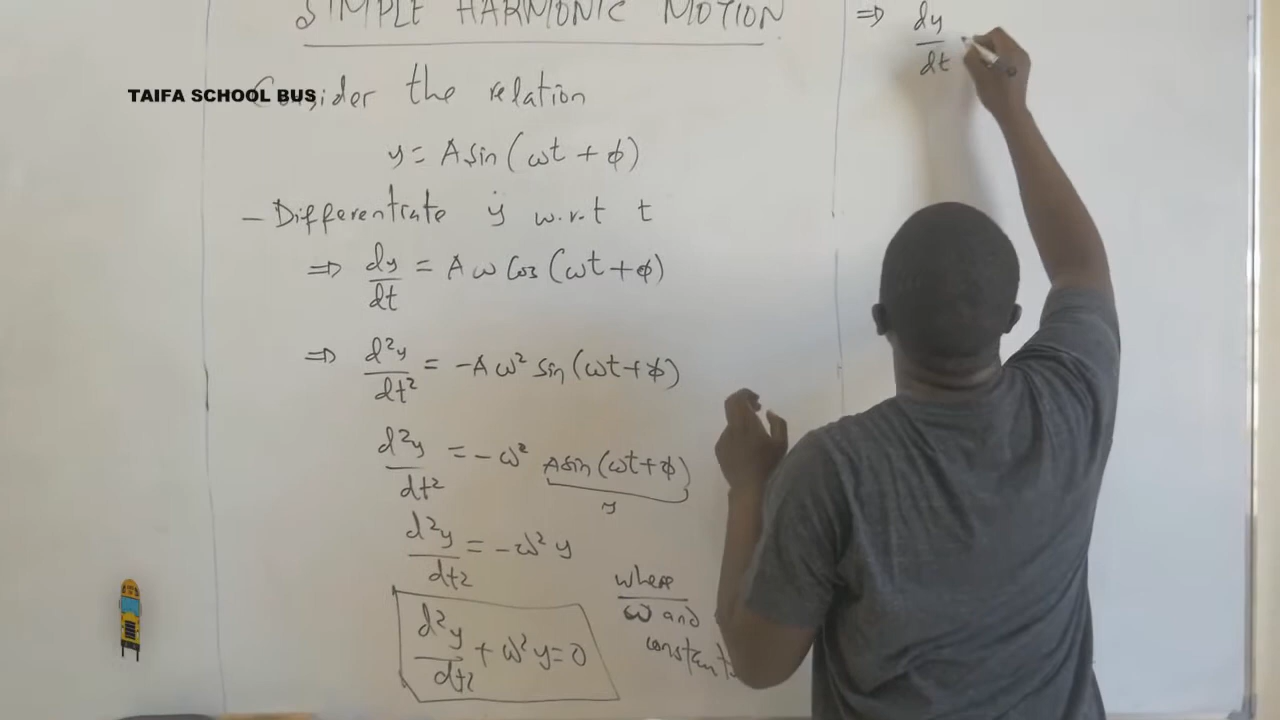 SIMPLE HARMONIC MOTION
TAIFA SCHOOL BUS
Consider the relation
y = A sin (ωt + ϕ)
– Differentiate y w.r.t t
⇒ dy/dt = A ω Cos (ωt + ϕ)
⇒ d²y/dt² = -A ω² sin (ωt + ϕ)
d²y/dt² = - ω² A sin (ωt + ϕ)
y
d²y/dt² = - ω² y
d²y/dt² + ω² y = 0
where
ω and
constant
⇒ dy/dt